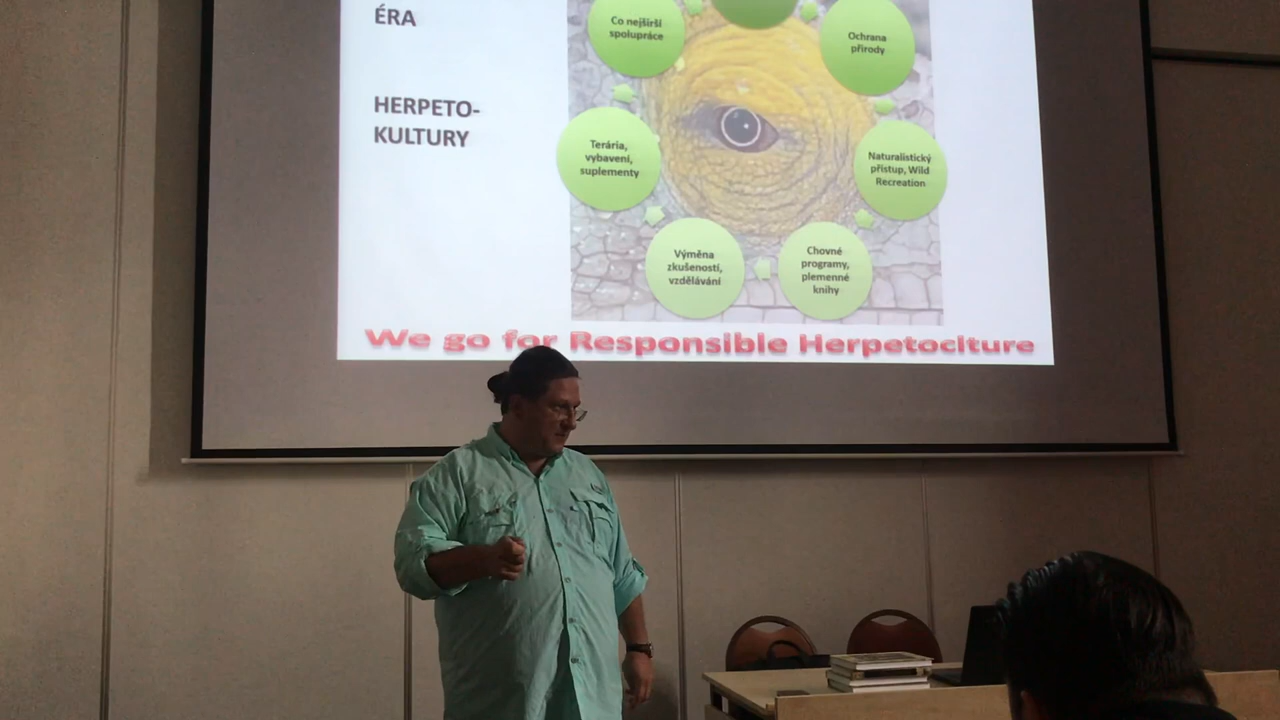 ÉRA
HERPETO-
KULTURY
Co nejširší
spolupráce
Ochrana
přírody
Terária,
vybavení,
suplementy
Naturalistický
přístup, Wild
Recreation
Výměna
zkušeností,
vzdělávání
Chovné
programy,
plemenné
knihy
We go for Responsible Herpetoclture